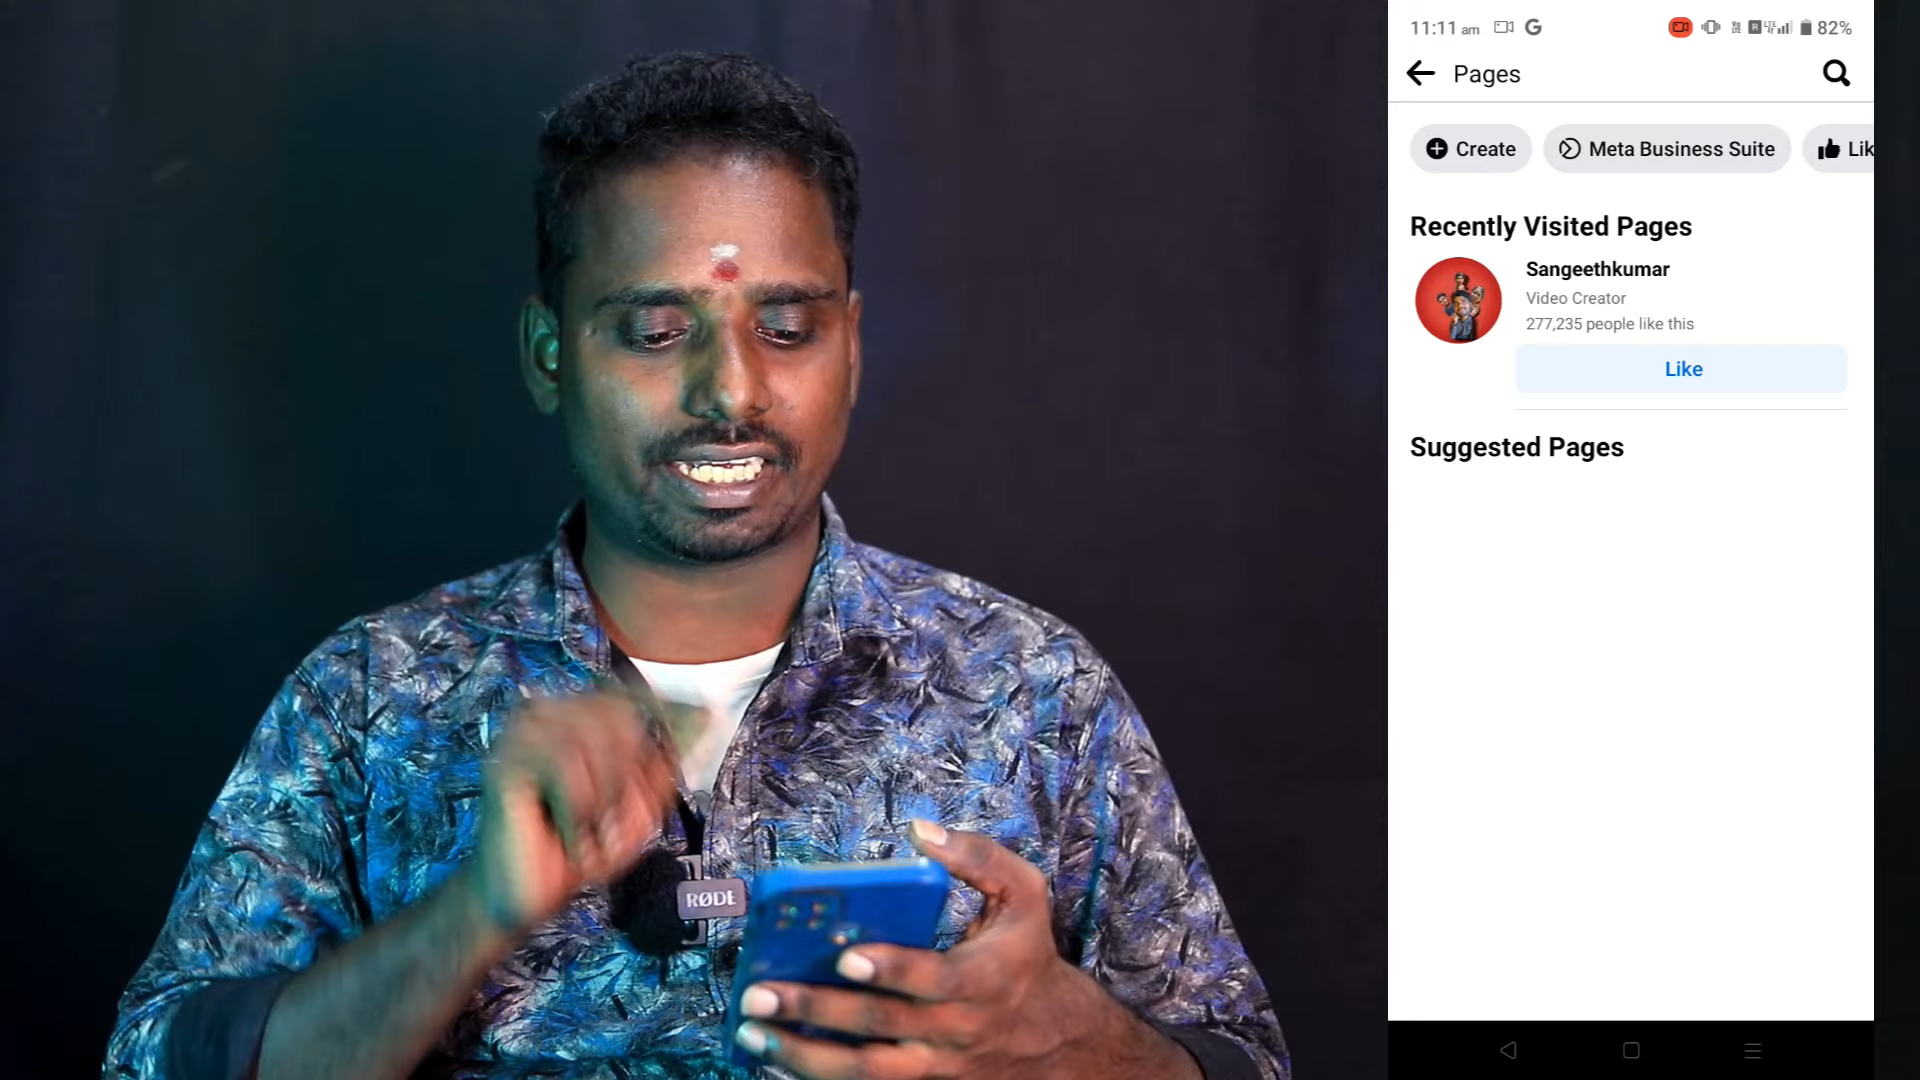 11:11 am
82%
Pages
Create
Meta Business Suite
Lik
Recently Visited Pages
Sangeethkumar
Video Creator
277,235 people like this
Like
Suggested Pages
RØDE